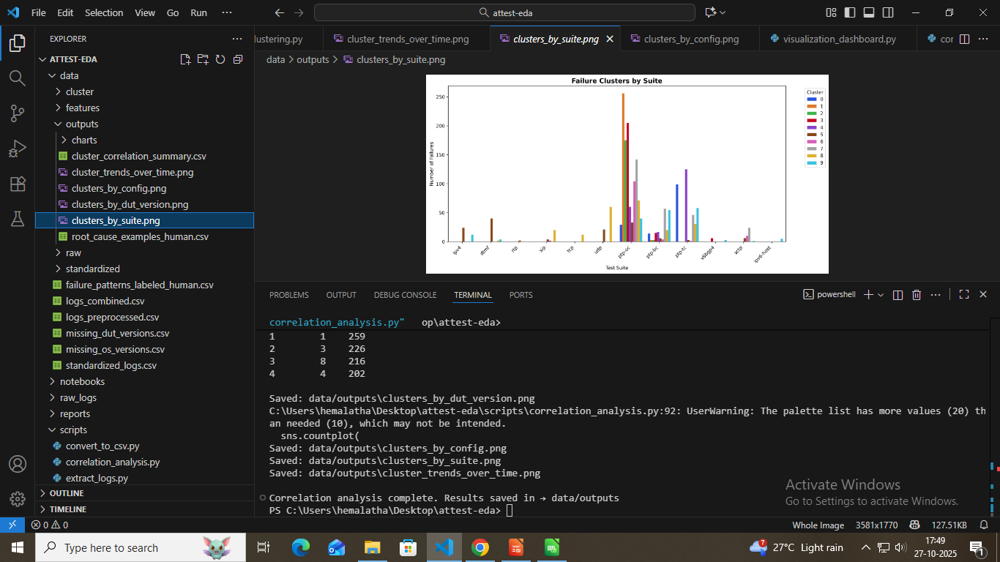 File Edit Selection View Go Run ··· attest-eda
EXPLORER
ATTEST-EDA
data
cluster
features
outputs
charts
cluster_correlation_summary.csv
cluster_trends_over_time.png
clusters_by_config.png
clusters_by_dut_version.png
clusters_by_suite.png
root_cause_examples_human.csv
raw
standardized
failure_patterns_labeled_human.csv
logs_combined.csv
logs_preprocessed.csv
missing_dut_versions.csv
missing_os_versions.csv
standardized_logs.csv
notebooks
raw_logs
reports
scripts
convert_to_csv.py
correlation_analysis.py
extract_logs.py
OUTLINE
TIMELINE
clustering.py cluster_trends_over_time.png clusters_by_suite.png clusters_by_config.png visualization_dashboard.py cor
data > outputs > clusters_by_suite.png
Failure Clusters by Suite
Number of Failures
250
200
150
100
50
0
ipv4 dtmf rtp sip tcp udp ptp-oc ptp-bc ptp-tc v6bgp4 sctp ipv6-host
Test Suite
Cluster
0
1
2
3
4
5
6
7
8
9
PROBLEMS OUTPUT DEBUG CONSOLE TERMINAL PORTS powershell
correlation_analysis.py" op\attest-eda>
1 1 259
2 3 226
3 8 216
4 4 202
Saved: data/outputs\clusters_by_dut_version.png
C:\Users\hemalatha\Desktop\attest-eda\scripts\correlation_analysis.py:92: UserWarning: The palette list has more values (20) th
an needed (10), which may not be intended.
sns.countplot(
Saved: data/outputs\clusters_by_config.png
Saved: data/outputs\clusters_by_suite.png
Saved: data/outputs\cluster_trends_over_time.png
Correlation analysis complete. Results saved in → data/outputs
PS C:\Users\hemalatha\Desktop\attest-eda>
Activate Windows
Go to Settings to activate Windows.
0 0 Whole Image 3581x1770 127.51KB
Type here to search 7 27°C Light rain 17:49
27-10-2025 1